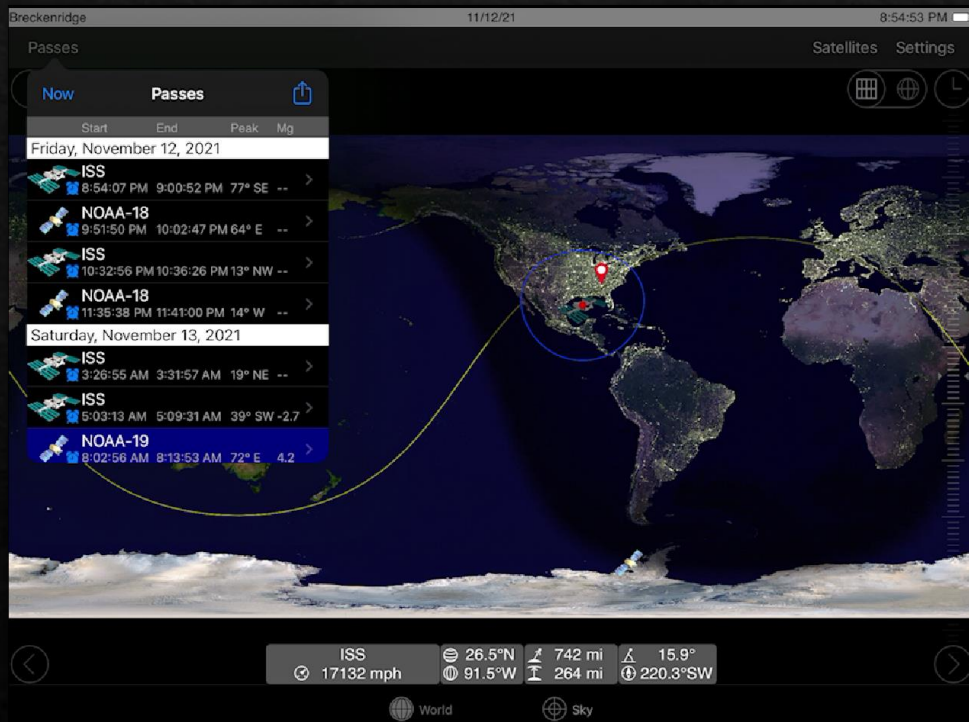 Breckenridge 11/12/21 8:54:53 PM
Passes Satellites Settings
Now Passes
Start End Peak Mg
Friday, November 12, 2021
ISS
8:54:07 PM 9:00:52 PM 77° SE --
NOAA-18
9:51:50 PM 10:02:47 PM 64° E --
ISS
10:32:56 PM 10:36:26 PM 13° NW --
NOAA-18
11:35:38 PM 11:41:00 PM 14° W --
Saturday, November 13, 2021
ISS
3:26:55 AM 3:31:57 AM 19° NE --
ISS
5:03:13 AM 5:09:31 AM 39° SW -2.7
NOAA-19
8:02:56 AM 8:13:53 AM 72° E 4.2
ISS 26.5°N 742 mi 15.9°
17132 mph 91.5°W 264 mi 220.3°SW
World Sky